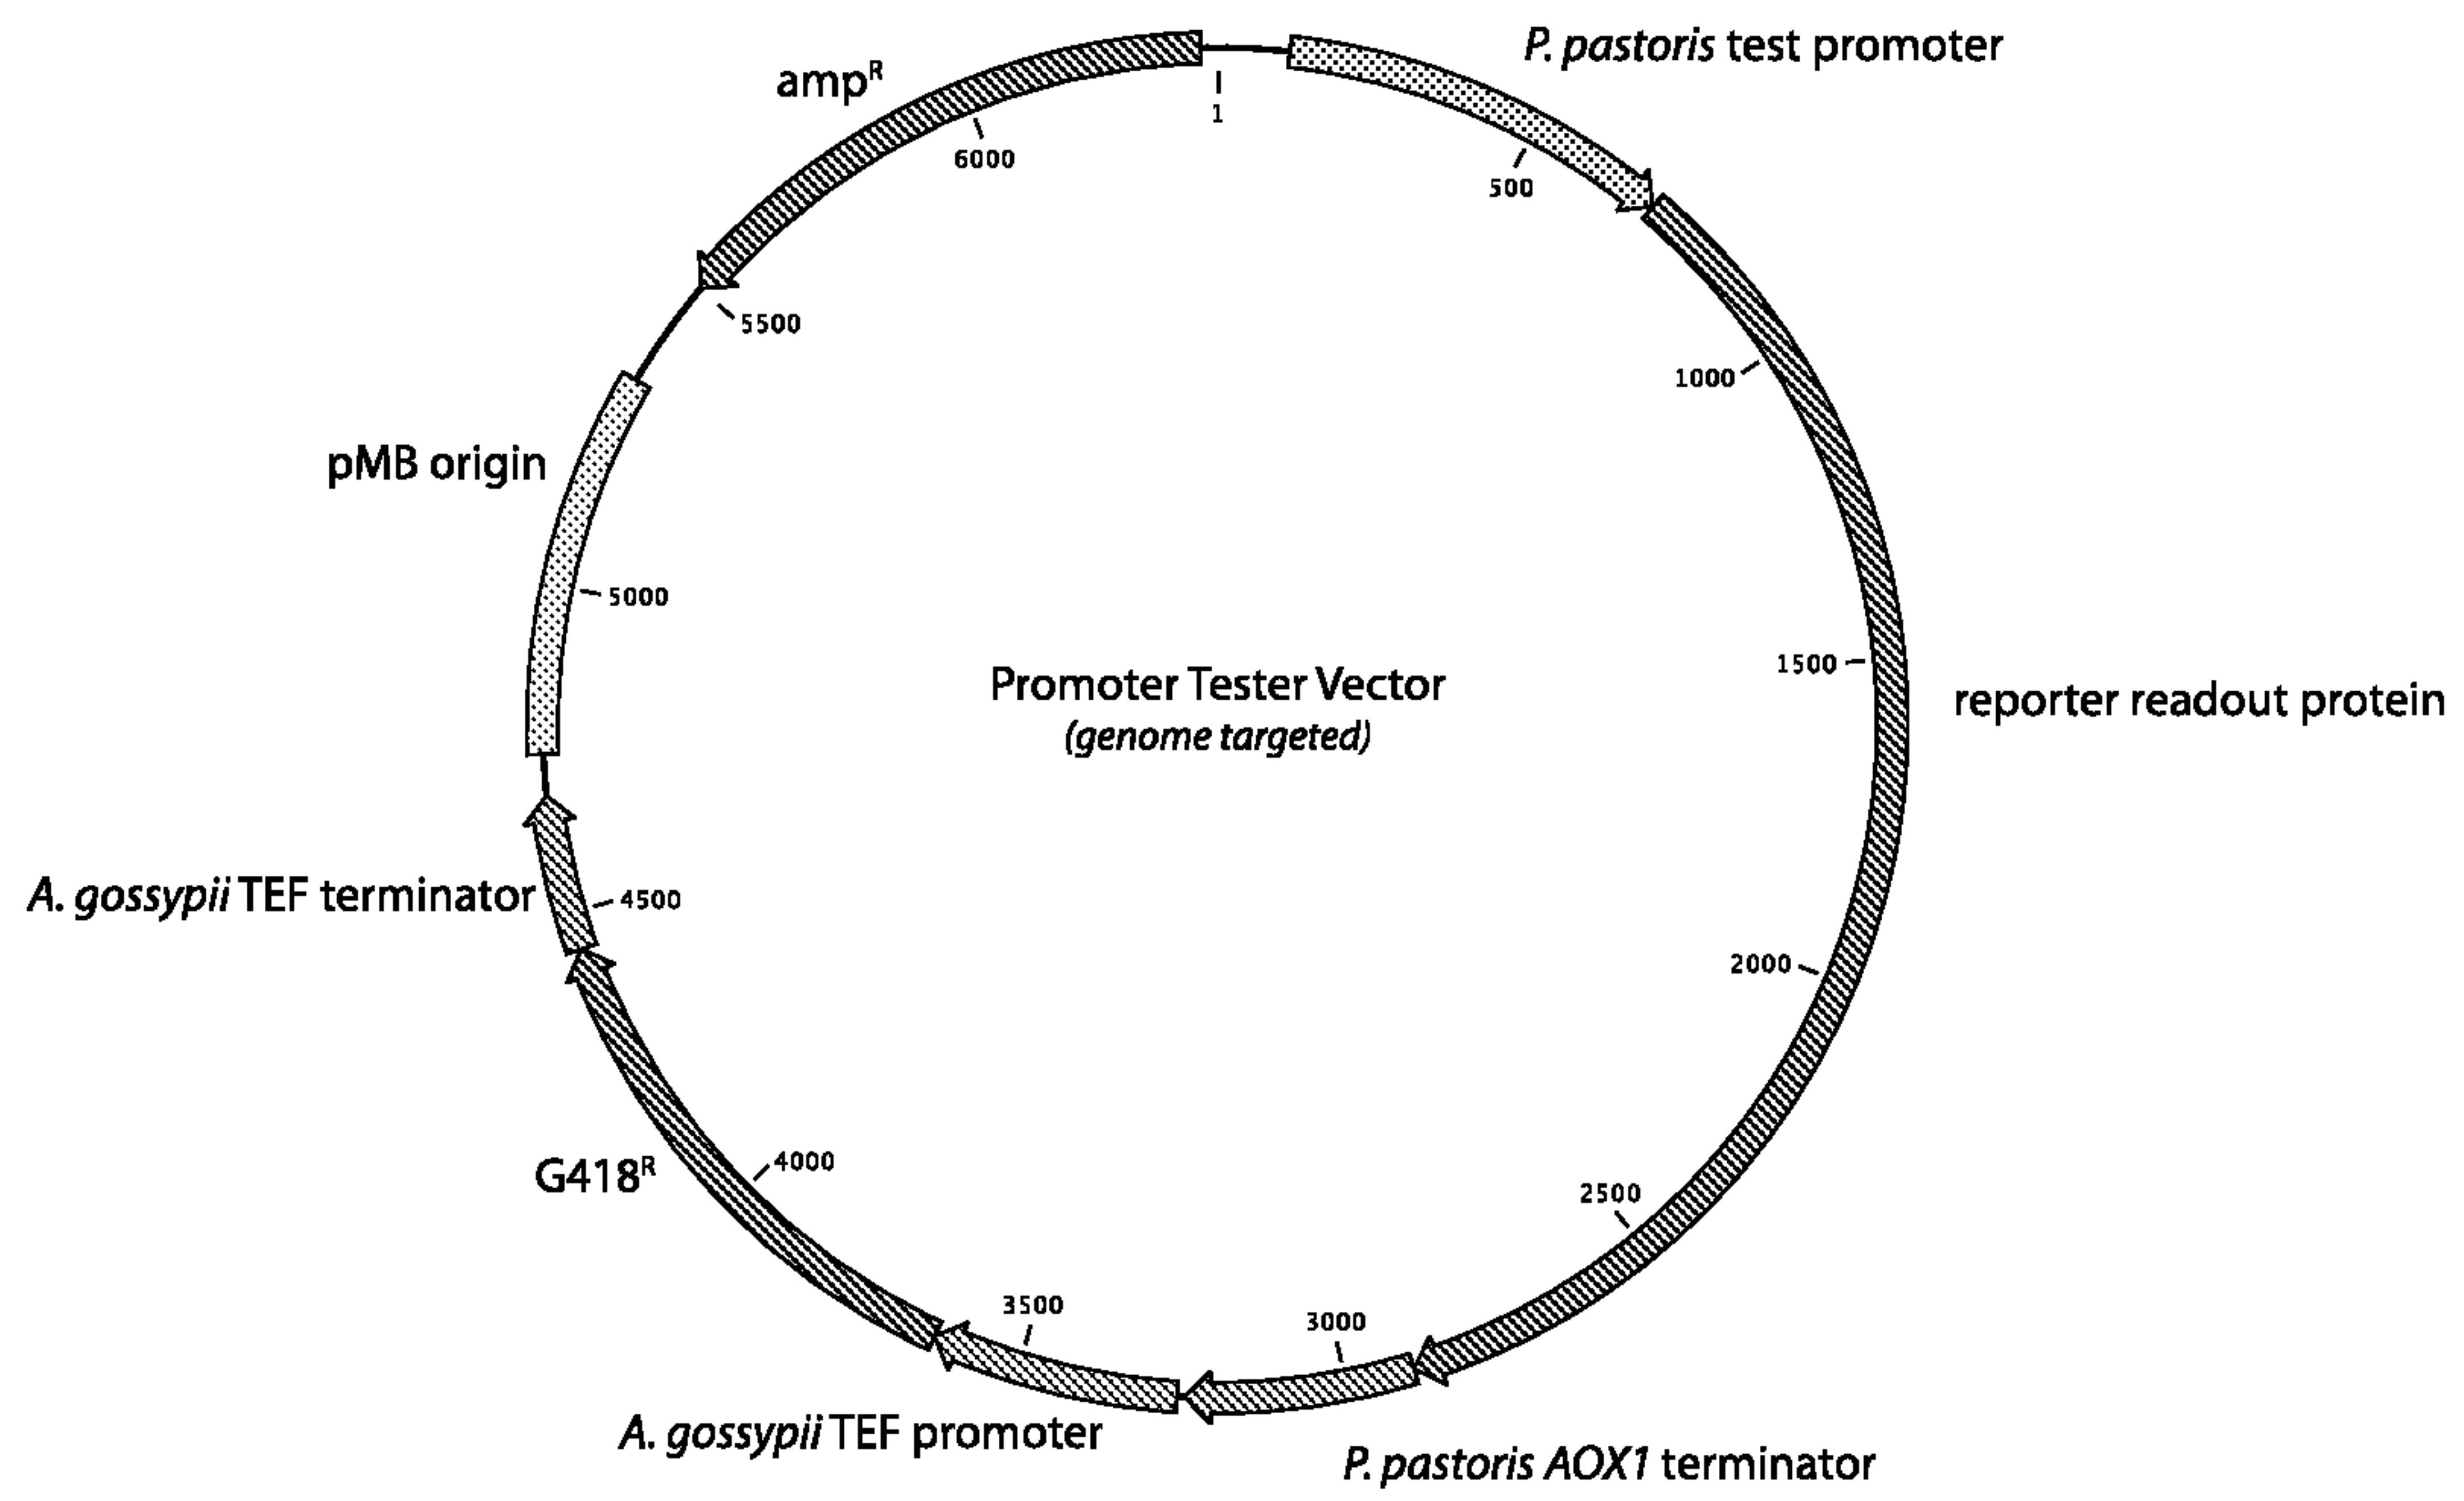 P. pastoris test promoter
amp^R
1
6000
500
5500
1000
pMB origin
5000
1500
Promoter Tester Vector
(genome targeted)
reporter readout protein
A. gossypii TEF terminator
4500
2000
G418^R
4000
2500
3500
3000
A. gossypii TEF promoter
P. pastoris AOX1 terminator